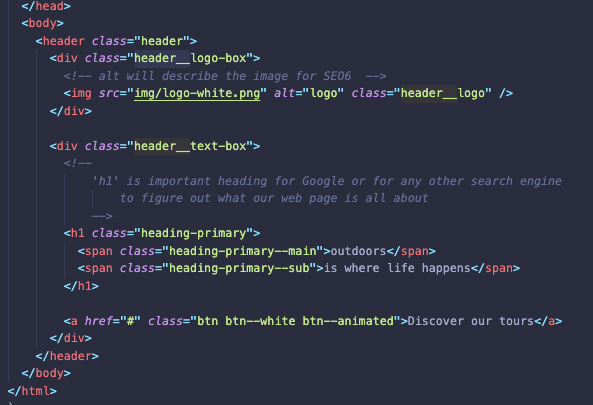 </head>
<body>
<header class="header">
<div class="header__logo-box">
<!-- alt will describe the image for SEO6  -->
<img src="img/logo-white.png" alt="logo" class="header__logo" />
</div>
<div class="header__text-box">
<!--
'h1' is important heading for Google or for any other search engine
to figure out what our web page is all about
-->
<h1 class="heading-primary">
<span class="heading-primary--main">outdoors</span>
<span class="heading-primary--sub">is where life happens</span>
</h1>
<a href="#" class="btn btn--white btn--animated">Discover our tours</a>
</div>
</header>
</body>
</html>